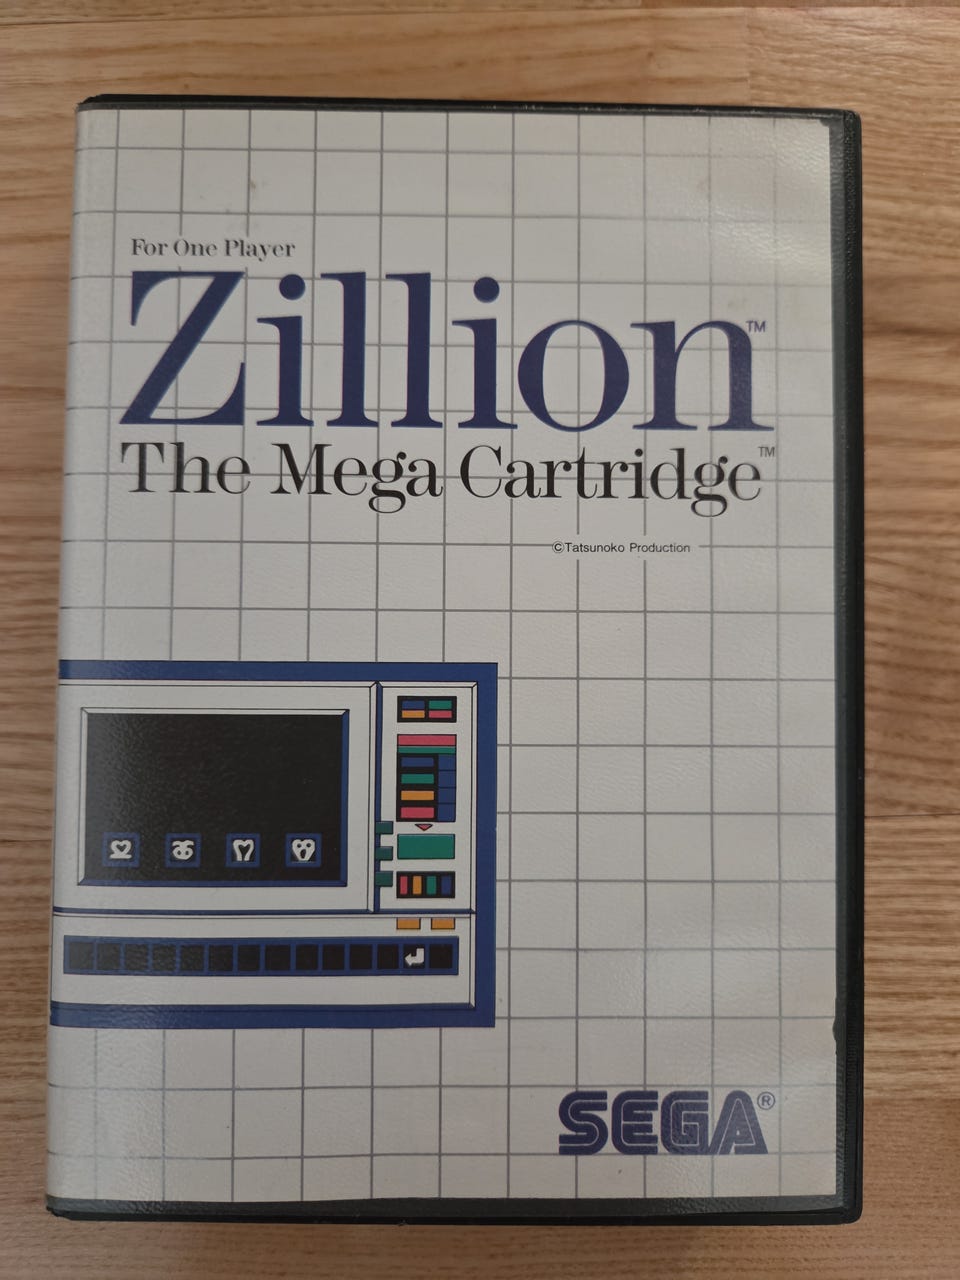 For One Player
Zillion™
The Mega Cartridge™
©Tatsunoko Production
SEGA®